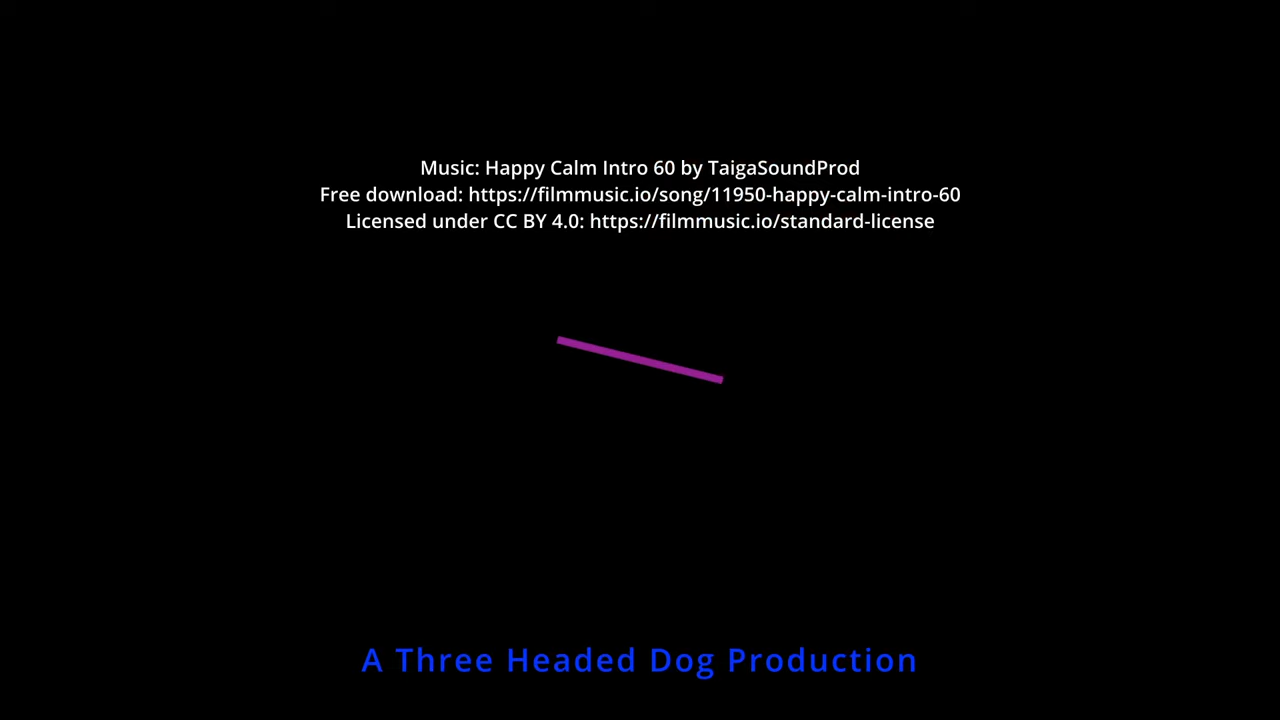 Music: Happy Calm Intro 60 by TaigaSoundProd
Free download: https://filmmusic.io/song/11950-happy-calm-intro-60
Licensed under CC BY 4.0: https://filmmusic.io/standard-license
A Three Headed Dog Production